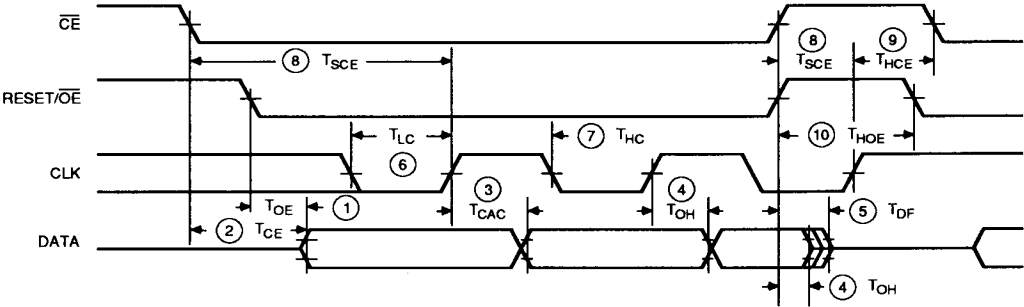 CE
8 9
8 TSCE TSCE THCE
RESET/OE
TLC 7 THC 10 THOE
6
CLK
3 4
TOE 1 TCAC TOH 5 TDF
2 TCE
DATA
4 TOH